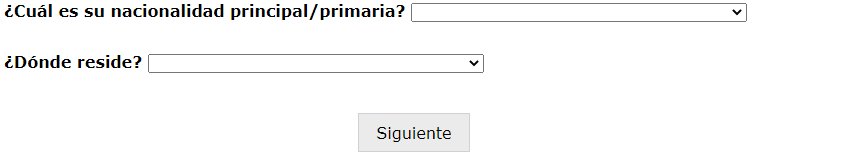 ¿Cuál es su nacionalidad principal/primaria?
¿Dónde reside?
Siguiente